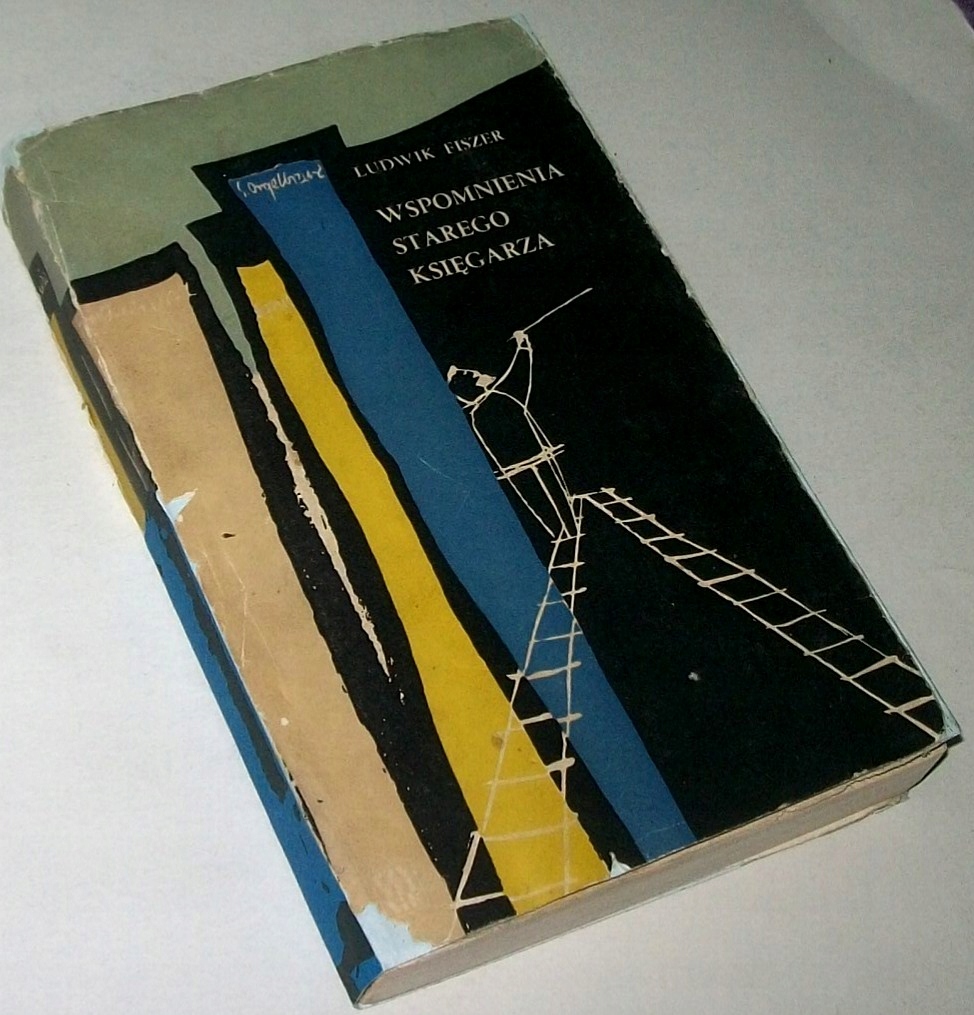 LUDWIK FISZER
WSPOMNIENIA
STAREGO
KSIĘGARZA